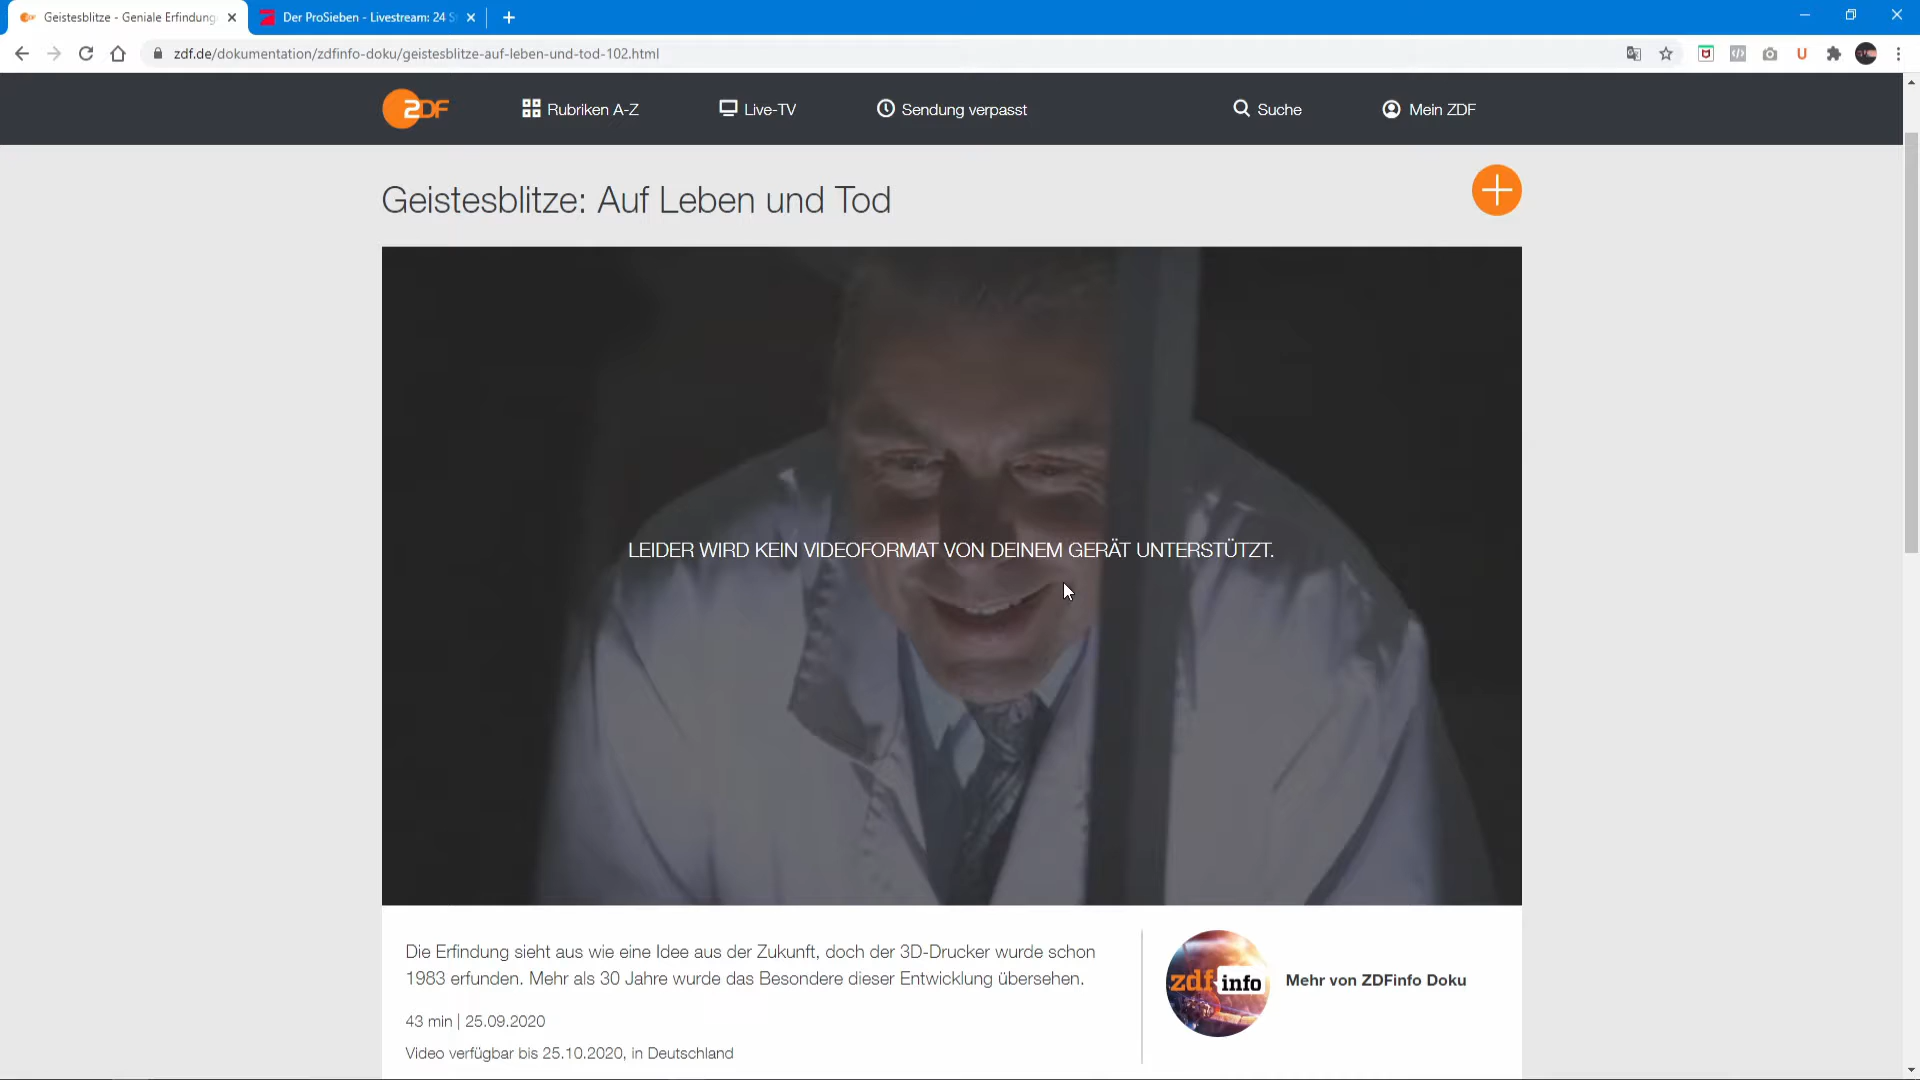 Geistesblitze - Geniale Erfindung
Der ProSieben - Livestream: 24 S
zdf.de/dokumentation/zdfinfo-doku/geistesblitze-auf-leben-und-tod-102.html
ZDF
Rubriken A-Z
Live-TV
Sendung verpasst
Suche
Mein ZDF
Geistesblitze: Auf Leben und Tod
LEIDER WIRD KEIN VIDEOFORMAT VON DEINEM GERÄT UNTERSTÜTZT.
Die Erfindung sieht aus wie eine Idee aus der Zukunft, doch der 3D-Drucker wurde schon
1983 erfunden. Mehr als 30 Jahre wurde das Besondere dieser Entwicklung übersehen.
43 min | 25.09.2020
Video verfügbar bis 25.10.2020, in Deutschland
zdf info
Mehr von ZDFinfo Doku